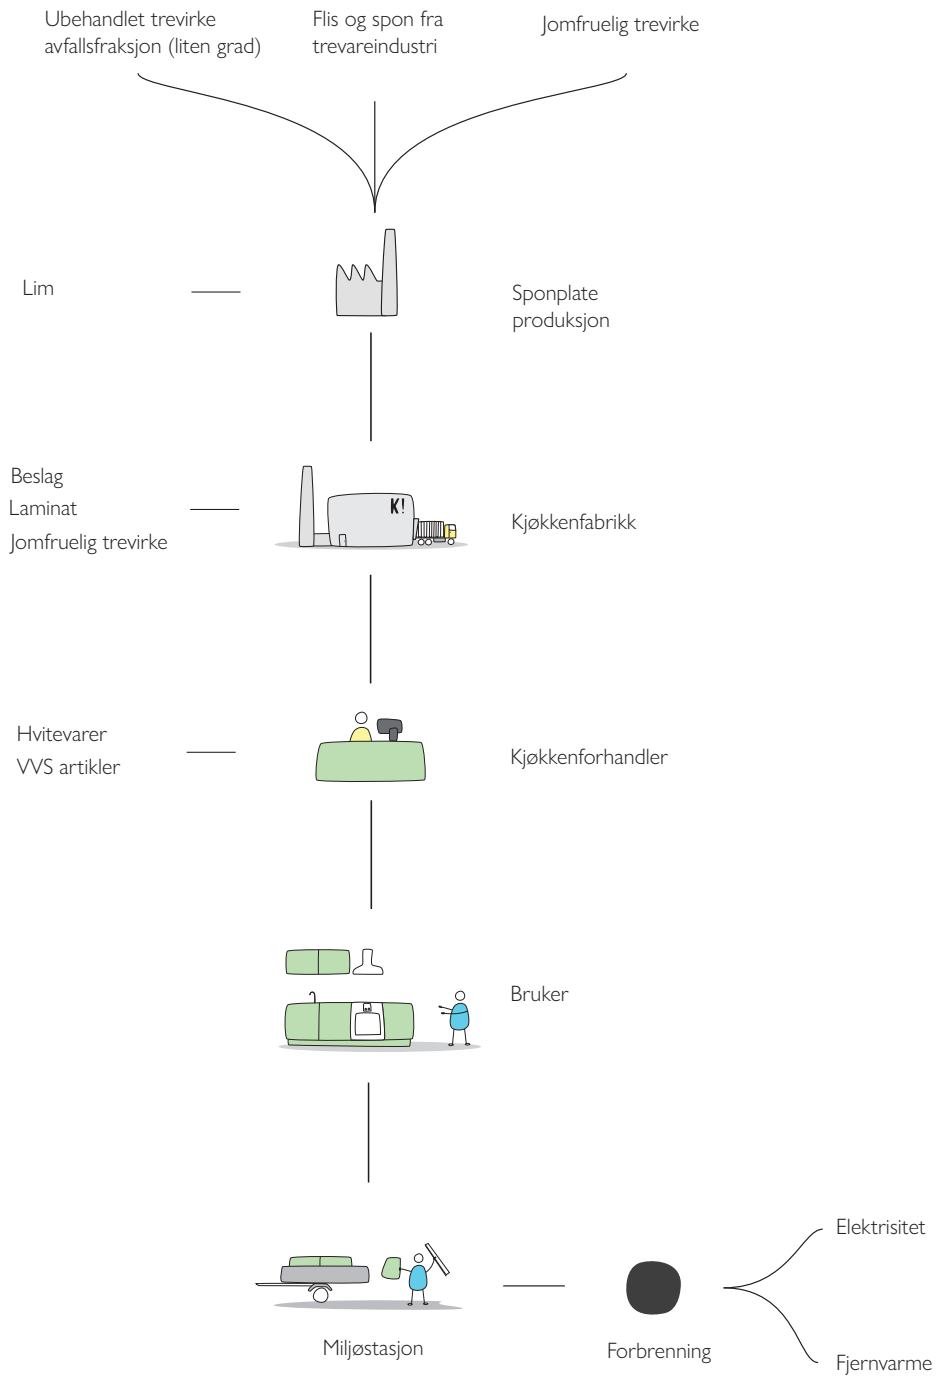 Ubehandlet trevirke
avfallsfraksjon (liten grad)
Flis og spon fra
trevareindustri
Jomfruelig trevirke
Lim
Sponplate
produksjon
Beslag
Laminat
Jomfruelig trevirke
K!
Kjøkkenfabrikk
Hvitevarer
VVS artikler
Kjøkkenforhandler
Bruker
Miljøstasjon
Forbrenning
Elektrisitet
Fjernvarme